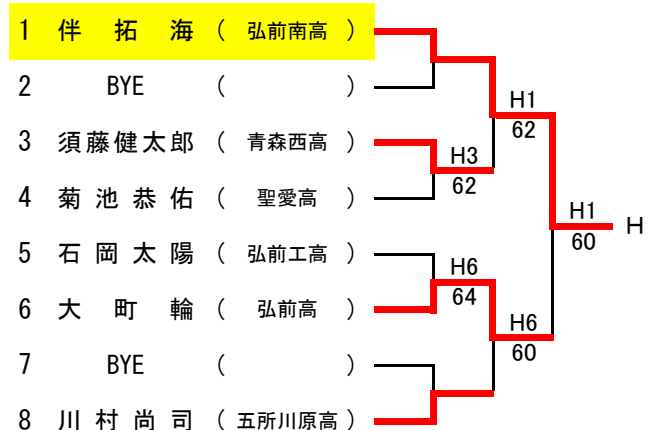 1 伴 拓 海 ( 弘前南高 )
2 BYE ( )
3 須藤健太郎 ( 青森西高 )
4 菊 池 恭 佑 ( 聖愛高 )
5 石 岡 太 陽 ( 弘前工高 )
6 大 町 輪 ( 弘前高 )
7 BYE ( )
8 川 村 尚 司 ( 五所川原高 )
H3
62
H6
64
H1
62
H6
60
H1
60
H